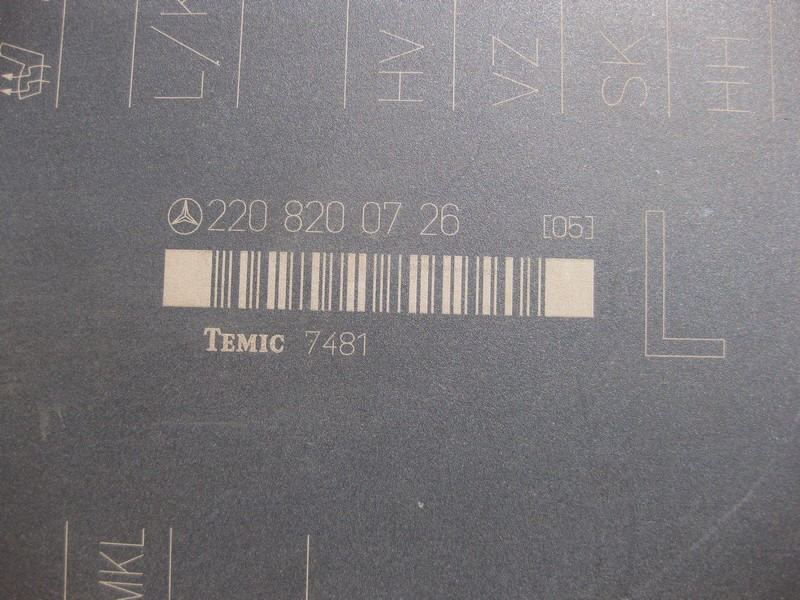 L/K
HV
VZ
SK
HH
220 820 07 26 [05]
TEMIC 7481
L
MKL